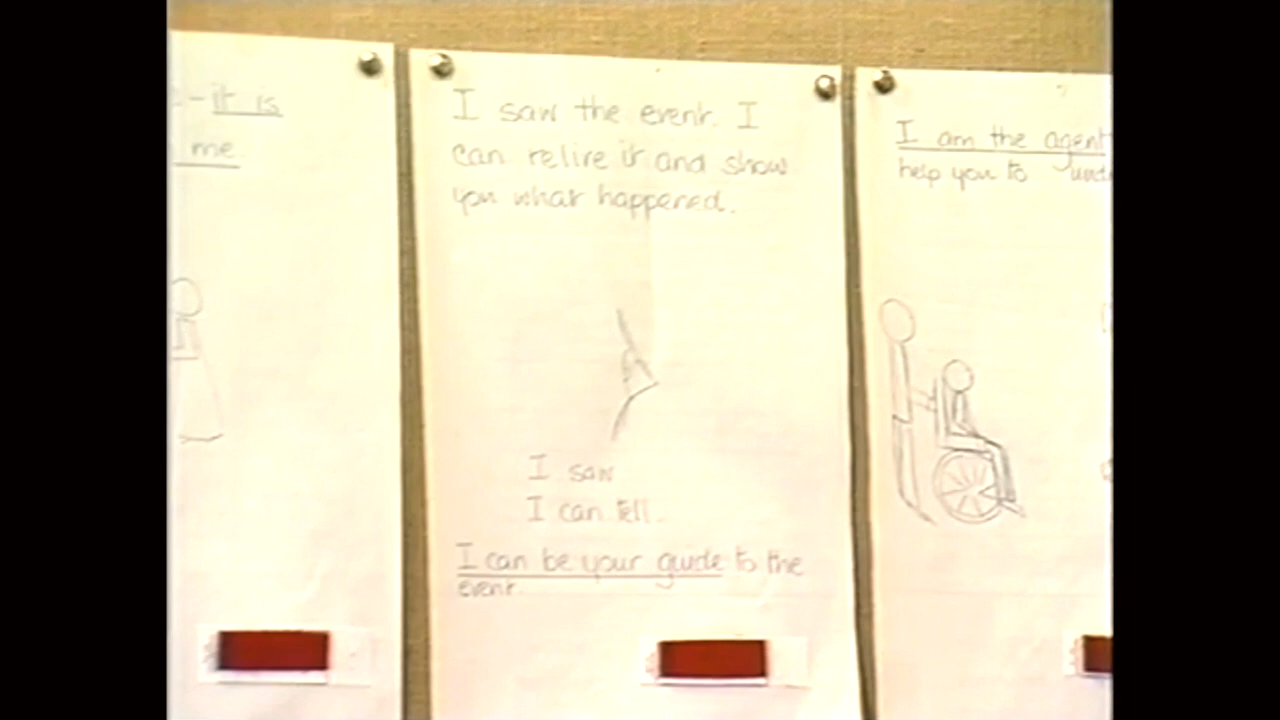 - it is
me
I saw the event. I
can relive it and show
you what happened.
I saw
I can tell.
I can be your guide to the
event.
I am the agent
help you to